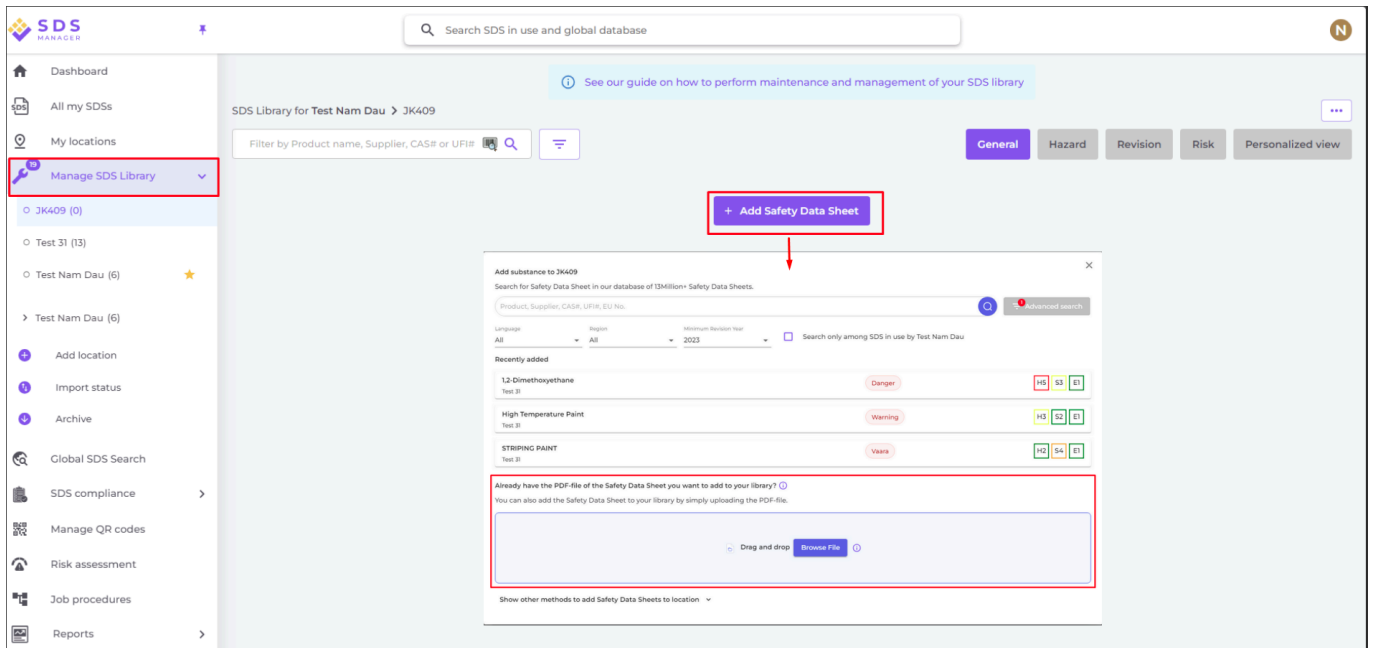 SDS
MANAGER
Search SDS in use and global database
N
Dashboard
All my SDSs
My locations
19
Manage SDS Library
JK409 (0)
Test 31 (13)
Test Nam Dau (6)
Test Nam Dau (6)
Add location
Import status
Archive
Global SDS Search
SDS compliance
Manage QR codes
Risk assessment
Job procedures
Reports
See our guide on how to perform maintenance and management of your SDS library
SDS Library for Test Nam Dau > JK409
Filter by Product name, Supplier, CAS# or UFI#
General Hazard Revision Risk Personalized view
+ Add Safety Data Sheet
Add substance to JK409
Search for Safety Data Sheet in our database of 13Million+ Safety Data Sheets.
Product, Supplier, CAS#, UFI#, EU No.
1
Advanced search
Language Region Minimum Revision Year
All All 2023 Search only among SDS in use by Test Nam Dau
Recently added
1,2-Dimethoxyethane Danger H5 S3 E1
Test 31
High Temperature Paint Warning H3 S2 E1
Test 31
STRIPING PAINT Vaara H2 S4 E1
Test 31
Already have the PDF-file of the Safety Data Sheet you want to add to your library?
You can also add the Safety Data Sheet to your library by simply uploading the PDF-file.
Drag and drop Browse File
Show other methods to add Safety Data Sheets to location